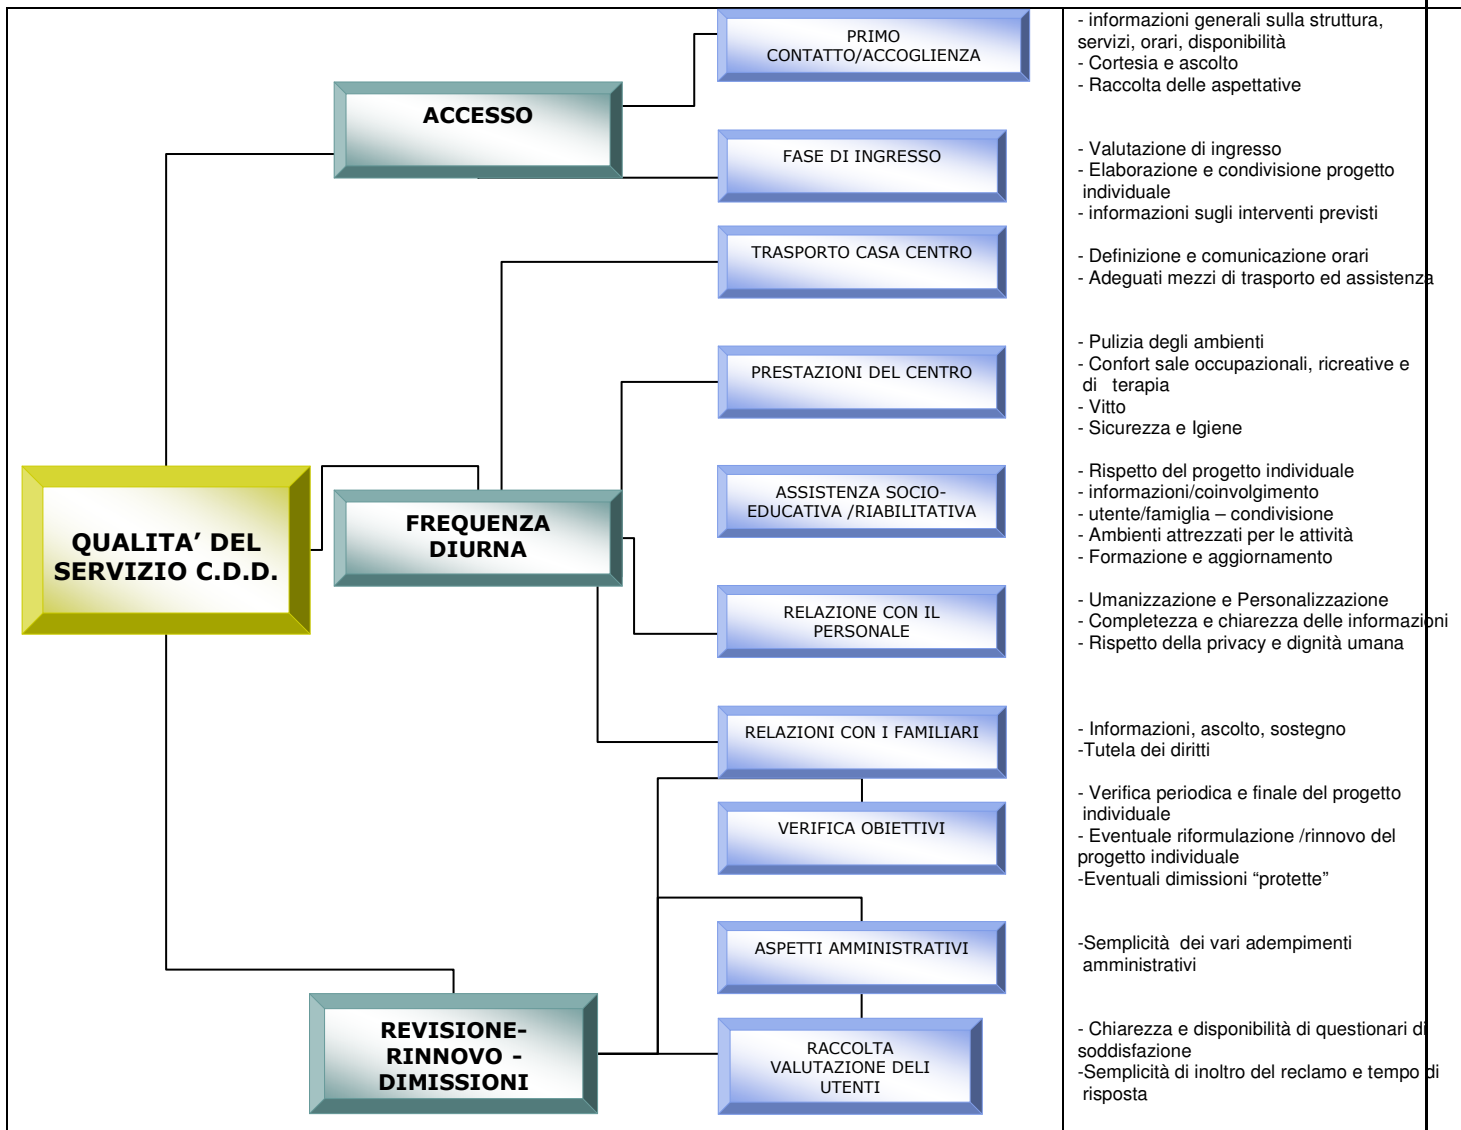 PRIMO
CONTATTO/ACCOGLIENZA
- informazioni generali sulla struttura,
servizi, orari, disponibilità
- Cortesia e ascolto
- Raccolta delle aspettative
ACCESSO
FASE DI INGRESSO
- Valutazione di ingresso
- Elaborazione e condivisione progetto
individuale
- informazioni sugli interventi previsti
TRASPORTO CASA CENTRO
- Definizione e comunicazione orari
- Adeguati mezzi di trasporto ed assistenza
PRESTAZIONI DEL CENTRO
- Pulizia degli ambienti
- Confort sale occupazionali, ricreative e
di terapia
- Vitto
- Sicurezza e Igiene
QUALITA’ DEL
SERVIZIO C.D.D.
FREQUENZA
DIURNA
ASSISTENZA SOCIO-
EDUCATIVA /RIABILITATIVA
- Rispetto del progetto individuale
- informazioni/coinvolgimento
- utente/famiglia – condivisione
- Ambienti attrezzati per le attività
- Formazione e aggiornamento
RELAZIONE CON IL
PERSONALE
- Umanizzazione e Personalizzazione
- Completezza e chiarezza delle informazioni
- Rispetto della privacy e dignità umana
RELAZIONI CON I FAMILIARI
- Informazioni, ascolto, sostegno
-Tutela dei diritti
VERIFICA OBIETTIVI
- Verifica periodica e finale del progetto
individuale
- Eventuale riformulazione /rinnovo del
progetto individuale
-Eventuali dimissioni “protette”
ASPETTI AMMINISTRATIVI
-Semplicità dei vari adempimenti
amministrativi
REVISIONE-
RINNOVO -
DIMISSIONI
RACCOLTA
VALUTAZIONE DELI
UTENTI
- Chiarezza e disponibilità di questionari di
soddisfazione
-Semplicità di inoltro del reclamo e tempo di
risposta